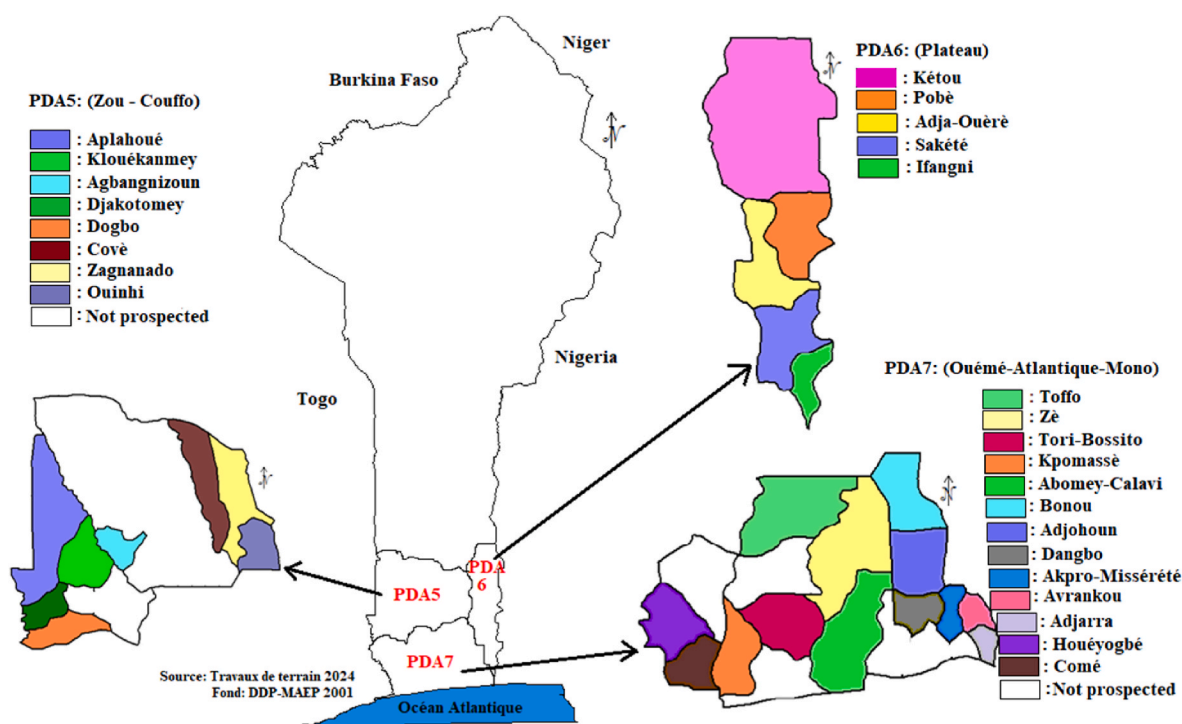 Niger
Burkina Faso
N
Nigeria
Togo
PDA5: (Zou - Couffo)
: Aplahoué
: Klouékanmey
: Agbangnizoun
: Djakotomey
: Dogbo
: Covè
: Zagnanado
: Ouinhi
: Not prospected
N
PDA6: (Plateau)
N
: Kétou
: Pobè
: Adja-Ouèrè
: Sakété
: Ifangni
PDA7: (Ouémé-Atlantique-Mono)
: Toffo
: Zè
: Tori-Bossito
: Kpomassè
: Abomey-Calavi
: Bonou
: Adjohoun
: Dangbo
: Akpro-Missérété
: Avrankou
: Adjarra
: Houéyogbé
: Comé
: Not prospected
N
PDA5
PDA
6
PDA7
Source: Travaux de terrain 2024
Fond: DDP-MAEP 2001
Océan Atlantique